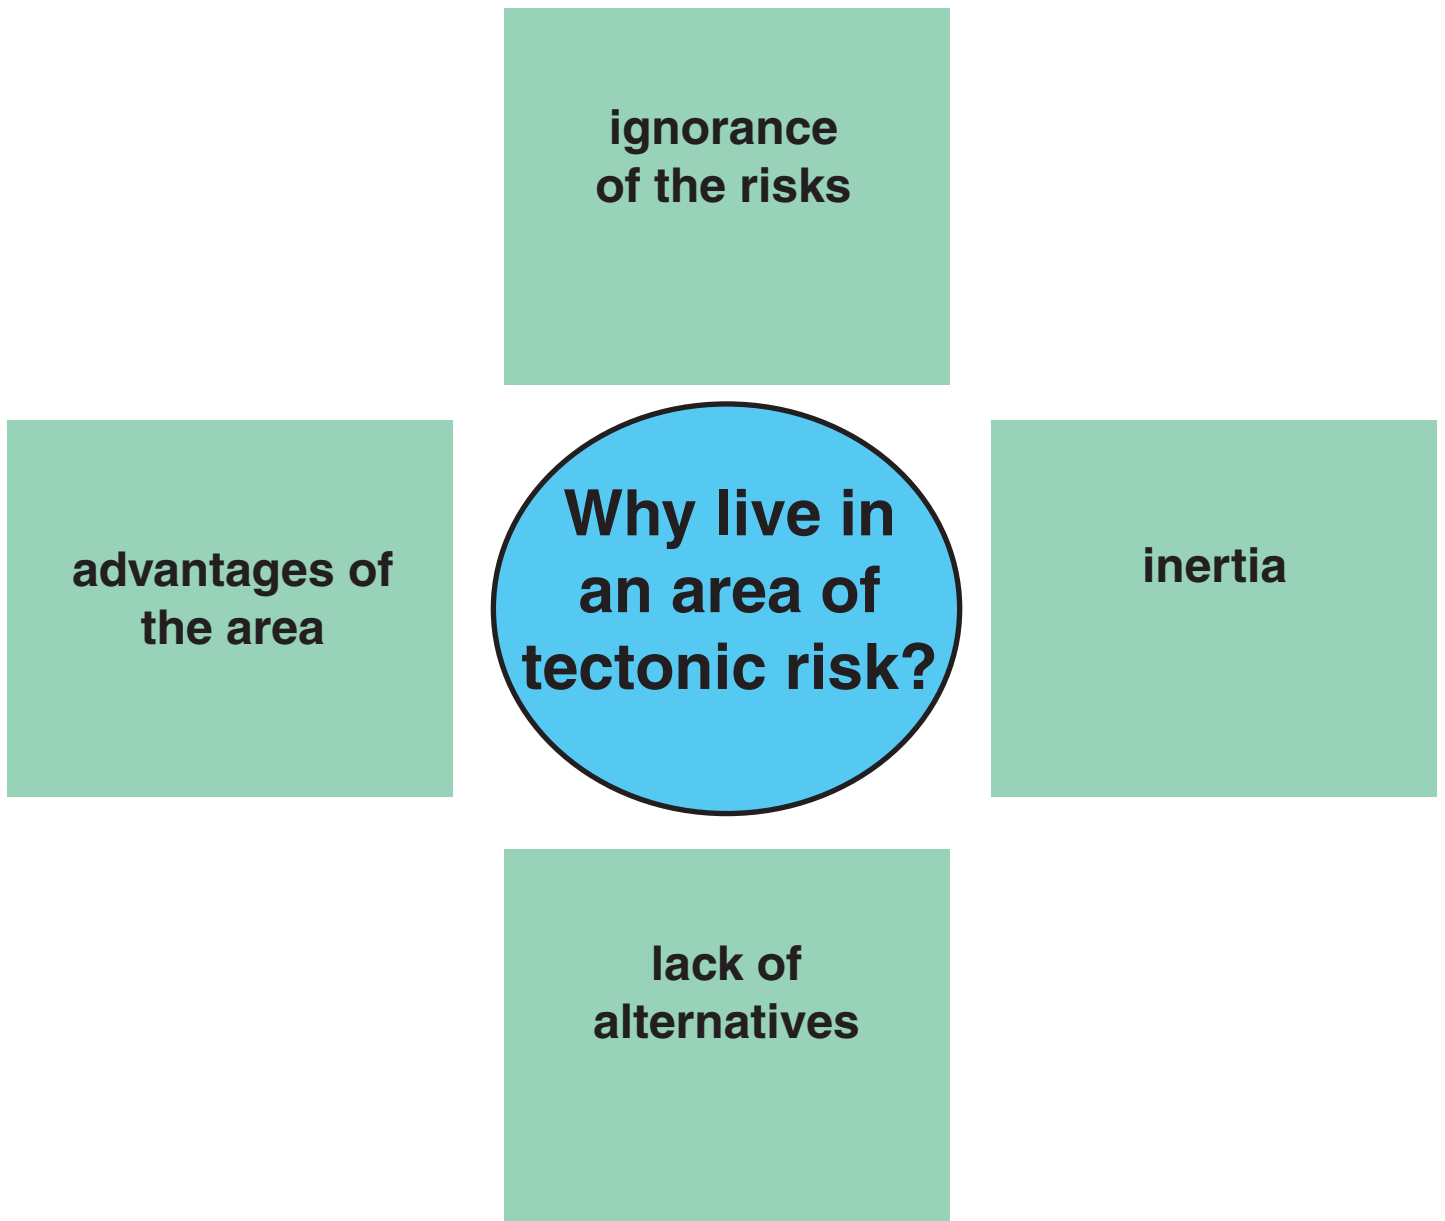 ignorance
of the risks
advantages of
the area
Why live in
an area of
tectonic risk?
inertia
lack of
alternatives